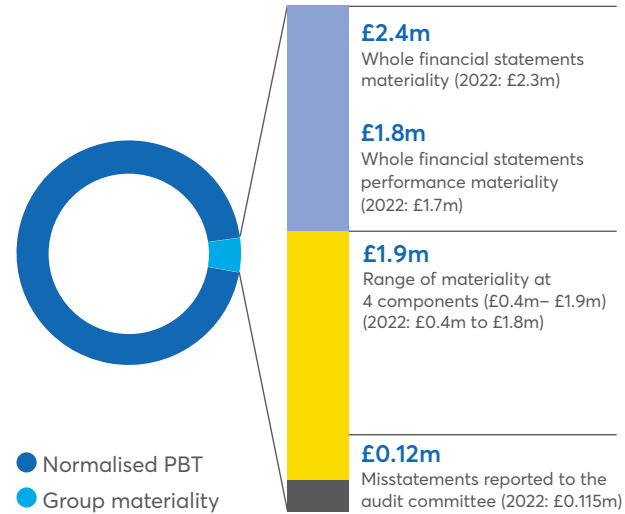 £2.4m
Whole financial statements
materiality (2022: £2.3m)
£1.8m
Whole financial statements
performance materiality
(2022: £1.7m)
£1.9m
Range of materiality at
4 components (£0.4m– £1.9m)
(2022: £0.4m to £1.8m)
£0.12m
Misstatements reported to the
audit committee (2022: £0.115m)
Normalised PBT
Group materiality